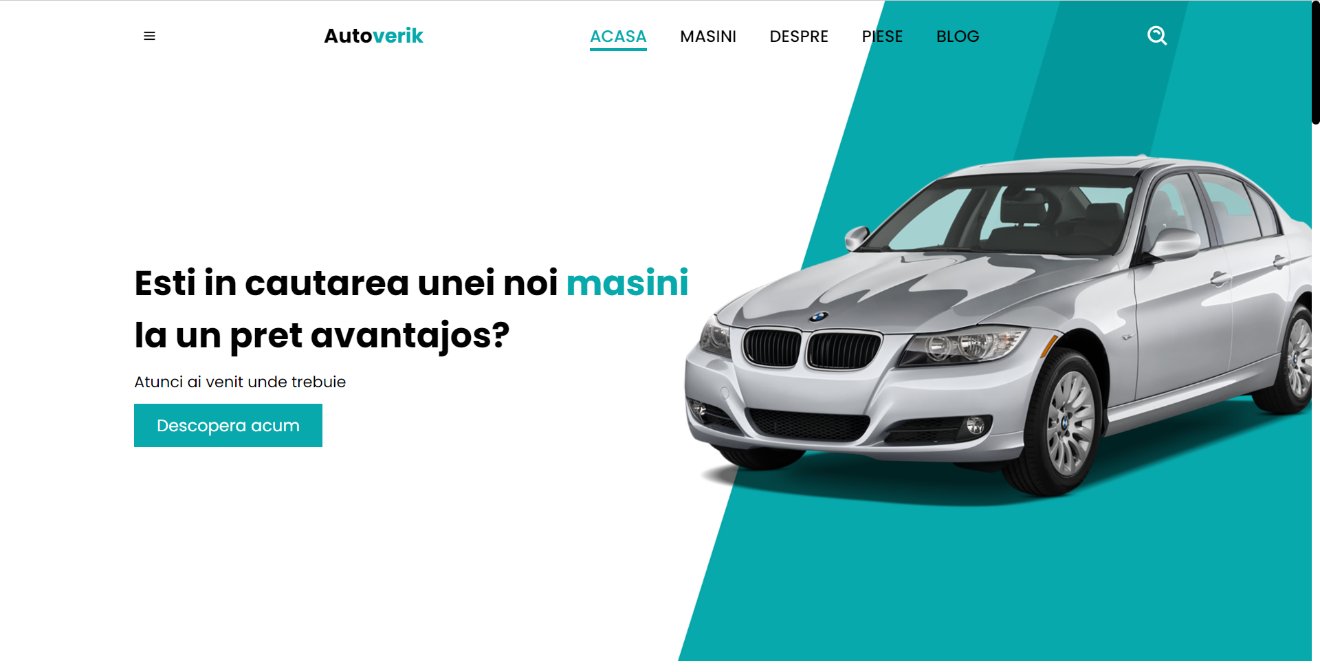 Autoverik
ACASA MASINI DESPRE PIESE BLOG
Esti in cautarea unei noi masini
la un pret avantajos?
Atunci ai venit unde trebuie
Descopera acum